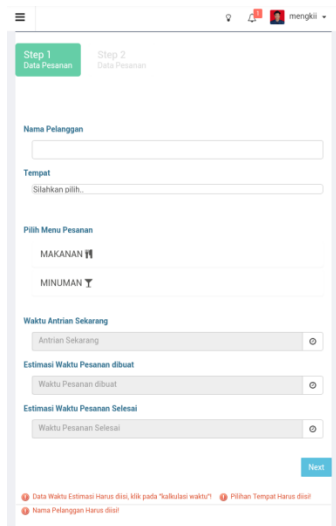 1
mengkii
Step 1
Data Pesanan
Step 2
Data Pesanan
Nama Pelanggan
Tempat
Silahkan pilih..
Pilih Menu Pesanan
MAKANAN
MINUMAN
Waktu Antrian Sekarang
Antrian Sekarang
Estimasi Waktu Pesanan dibuat
Waktu Pesanan dibuat
Estimasi Waktu Pesanan Selesai
Waktu Pesanan Selesai
Next
Data Waktu Estimasi Harus diisi, klik pada "kalkulasi waktu"! Pilihan Tempat Harus diisi!
Nama Pelanggan Harus diisi!